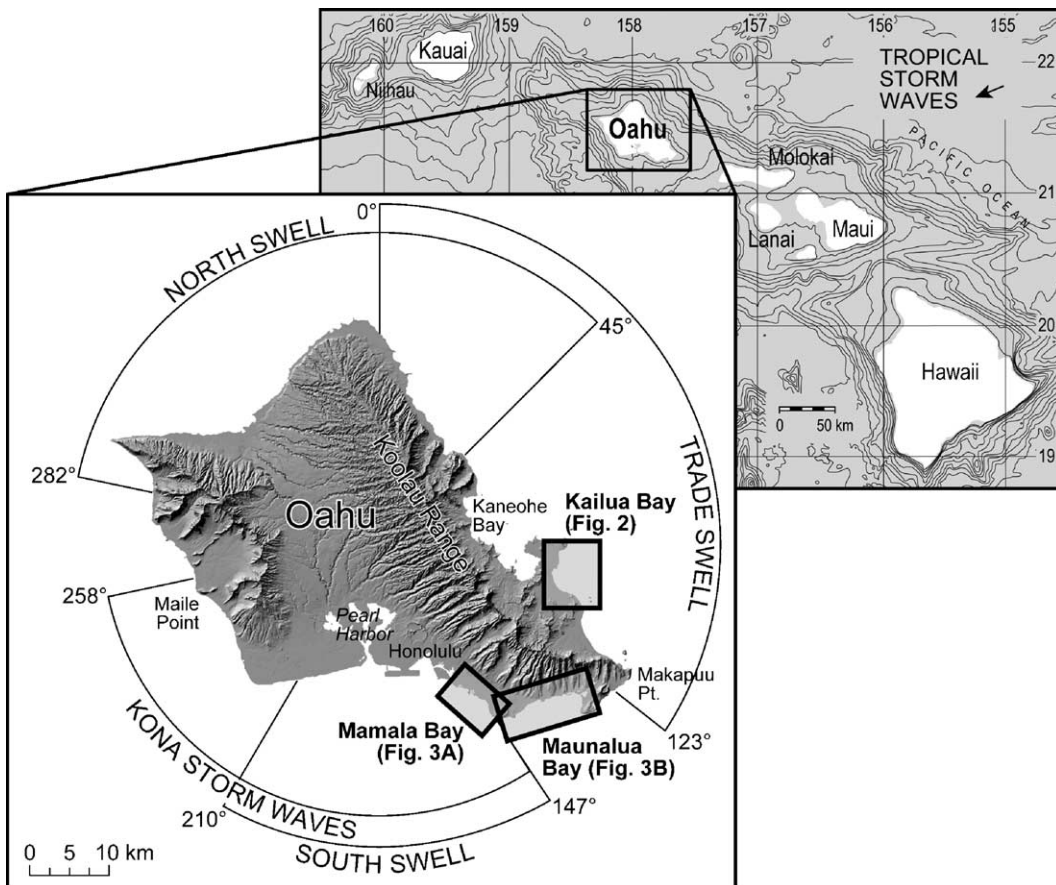 160
159
158
157
156
155
Kauai
Niihau
Oahu
TROPICAL
STORM
WAVES
22
PACIFIC OCEAN
Molokai
21
Lanai
Maui
20
Hawaii
0 50 km
19
0°
NORTH SWELL
45°
TRADE SWELL
282°
Koolau Range
Oahu
Kaneohe
Bay
Kailua Bay
(Fig. 2)
258°
Maile
Point
Pearl
Harbor
Honolulu
Makapuu
Pt.
Mamala Bay
(Fig. 3A)
Maunalua
Bay (Fig. 3B)
123°
147°
210°
KONA STORM WAVES
SOUTH SWELL
0 5 10 km